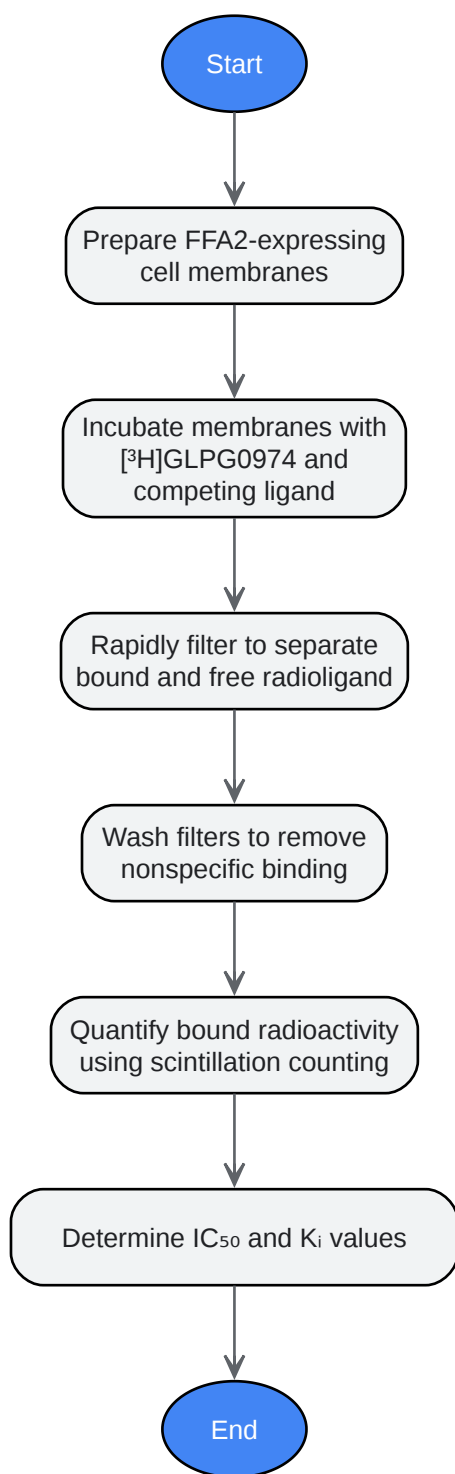 Start
Prepare FFA2-expressing
cell membranes
Incubate membranes with
[³H]GLPG0974 and
competing ligand
Rapidly filter to separate
bound and free radioligand
Wash filters to remove
nonspecific binding
Quantify bound radioactivity
using scintillation counting
Determine IC₅₀ and Kᵢ values
End